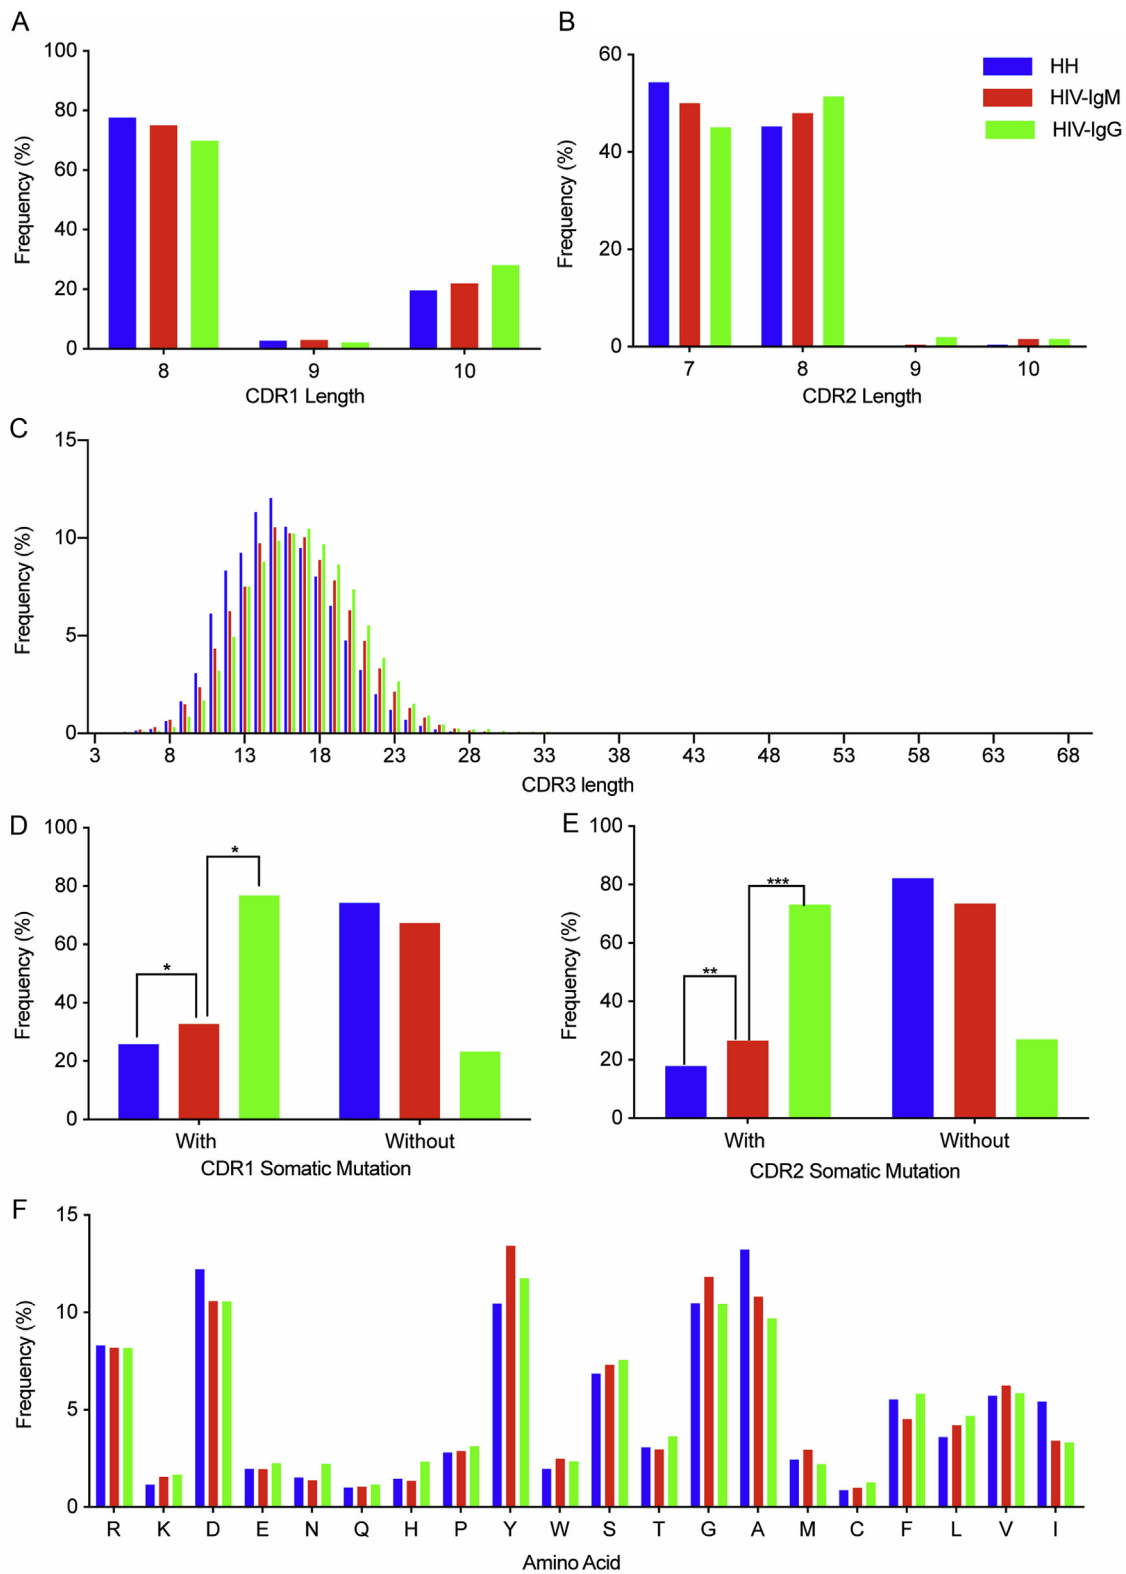 A
Frequency (%)
100
80
60
40
20
0
8 9 10
CDR1 Length
B
Frequency (%)
60
40
20
0
7 8 9 10
CDR2 Length
HH
HIV-IgM
HIV-IgG
C
Frequency (%)
15
10
5
0
3 8 13 18 23 28 33 38 43 48 53 58 63 68
CDR3 length
D
Frequency (%)
100
80
60
40
20
0
*
*
With Without
CDR1 Somatic Mutation
E
Frequency (%)
100
80
60
40
20
0
***
**
With Without
CDR2 Somatic Mutation
F
Frequency (%)
15
10
5
0
R K D E N Q H P Y W S T G A M C F L V I
Amino Acid